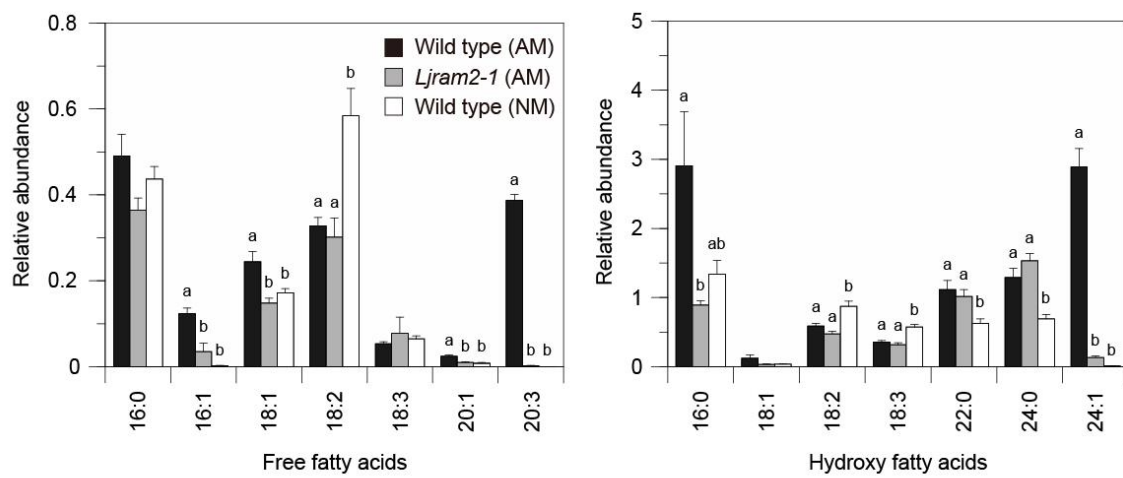 0.8
0.6
0.4
0.2
0
Relative abundance
Wild type (AM)
Ljram2-1 (AM)
Wild type (NM)
a b b
a b b
a a b
a b b
a b b
16:0 16:1 18:1 18:2 18:3 20:1 20:3
Free fatty acids
5
4
3
2
1
0
Relative abundance
a b ab
a a b
a a b
a a b
a a b
a b b
16:0 18:1 18:2 18:3 22:0 24:0 24:1
Hydroxy fatty acids